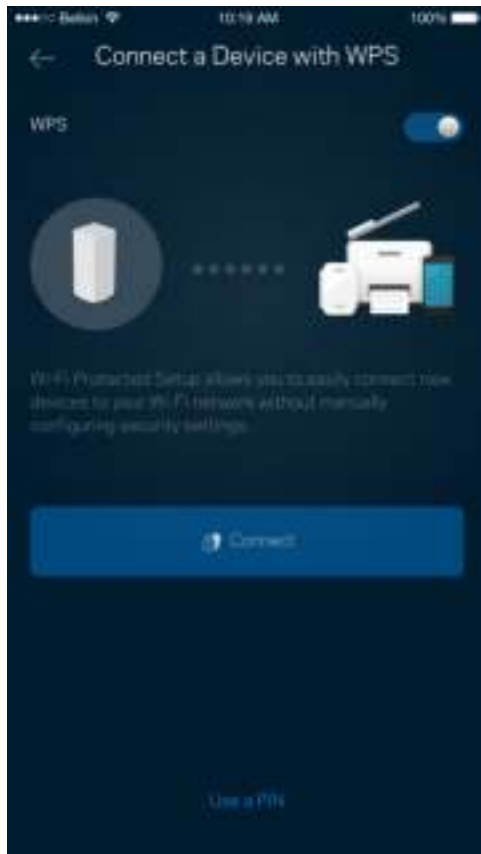 Belkin 10:19 AM 100%
Connect a Device with WPS
WPS
Wi-Fi Protected Setup allows you to easily connect new
devices to your Wi-Fi network without manually
configuring security settings.
Connect
Use a PIN